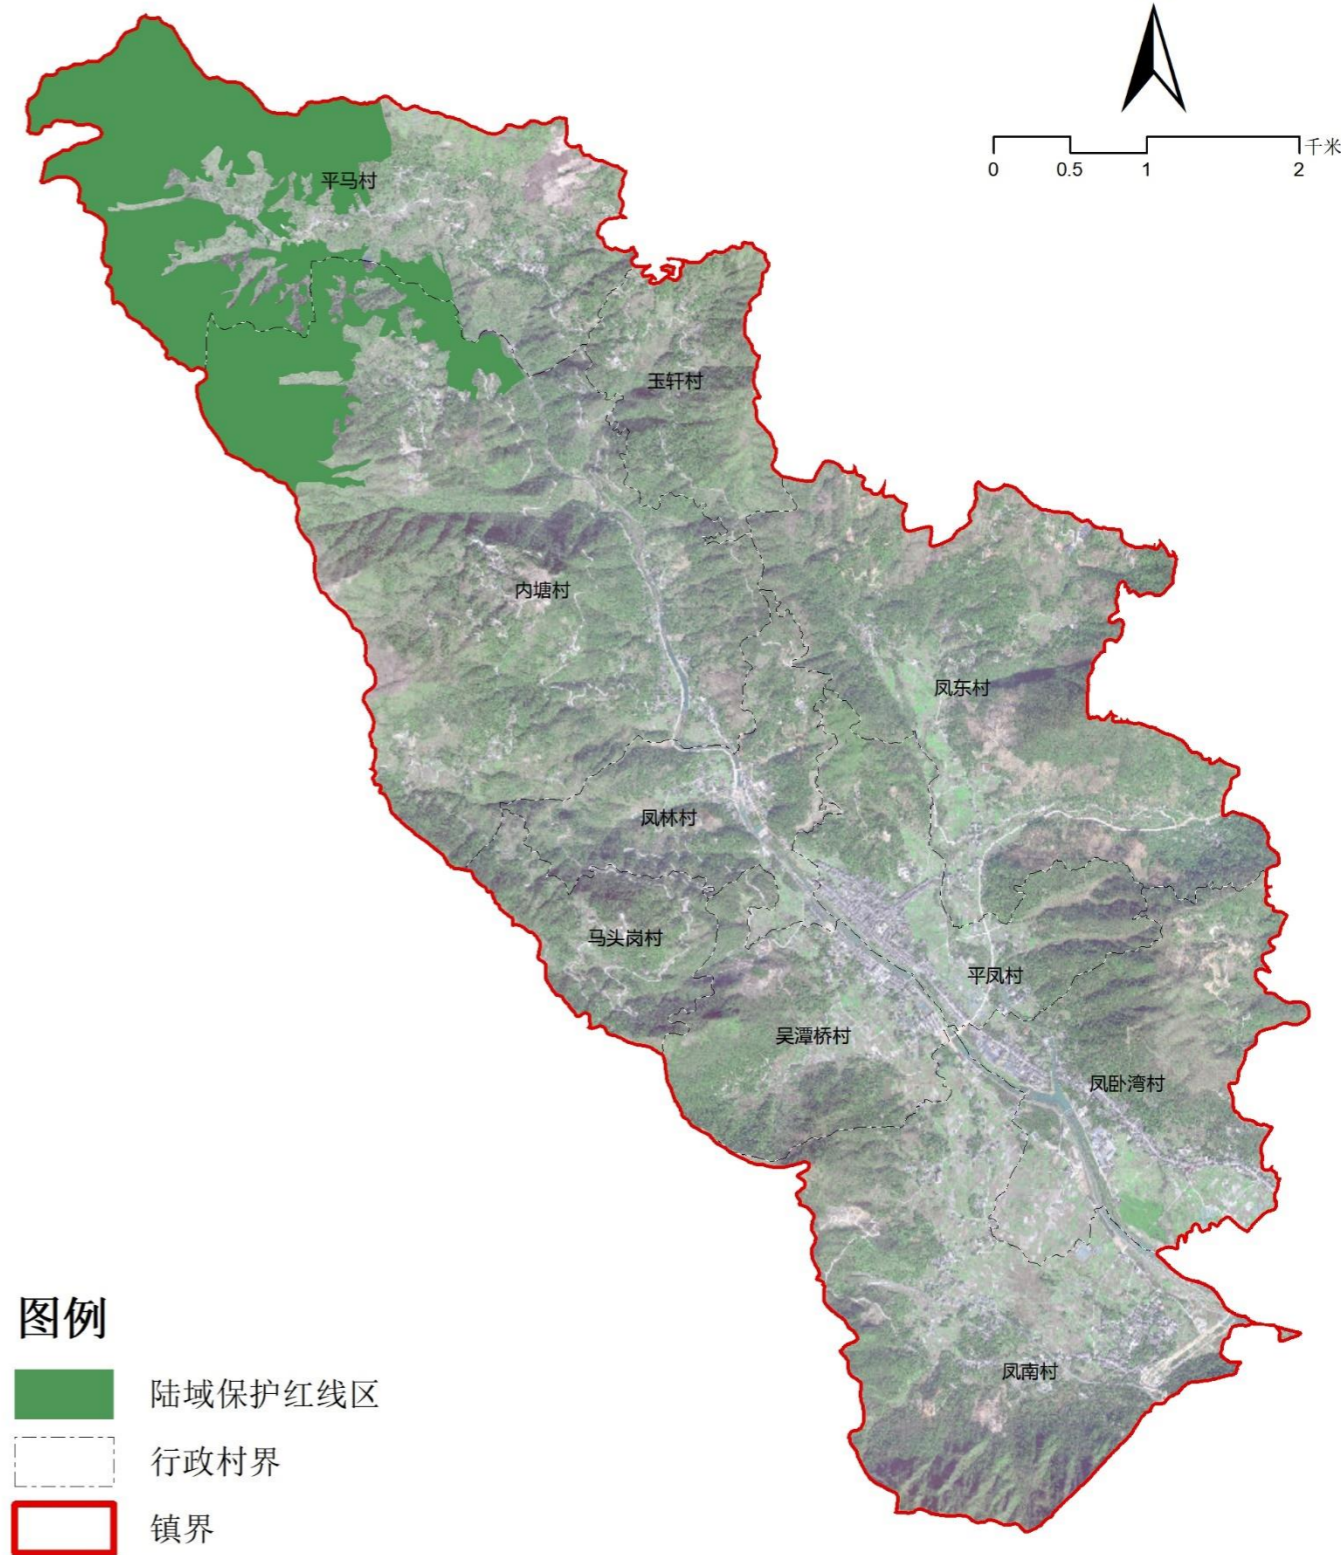 千米
0 0.5 1 2
平马村
玉轩村
内塘村
凤东村
凤林村
马头岗村
平凤村
吴潭桥村
凤卧湾村
凤南村
图例
陆域保护红线区
行政村界
镇界